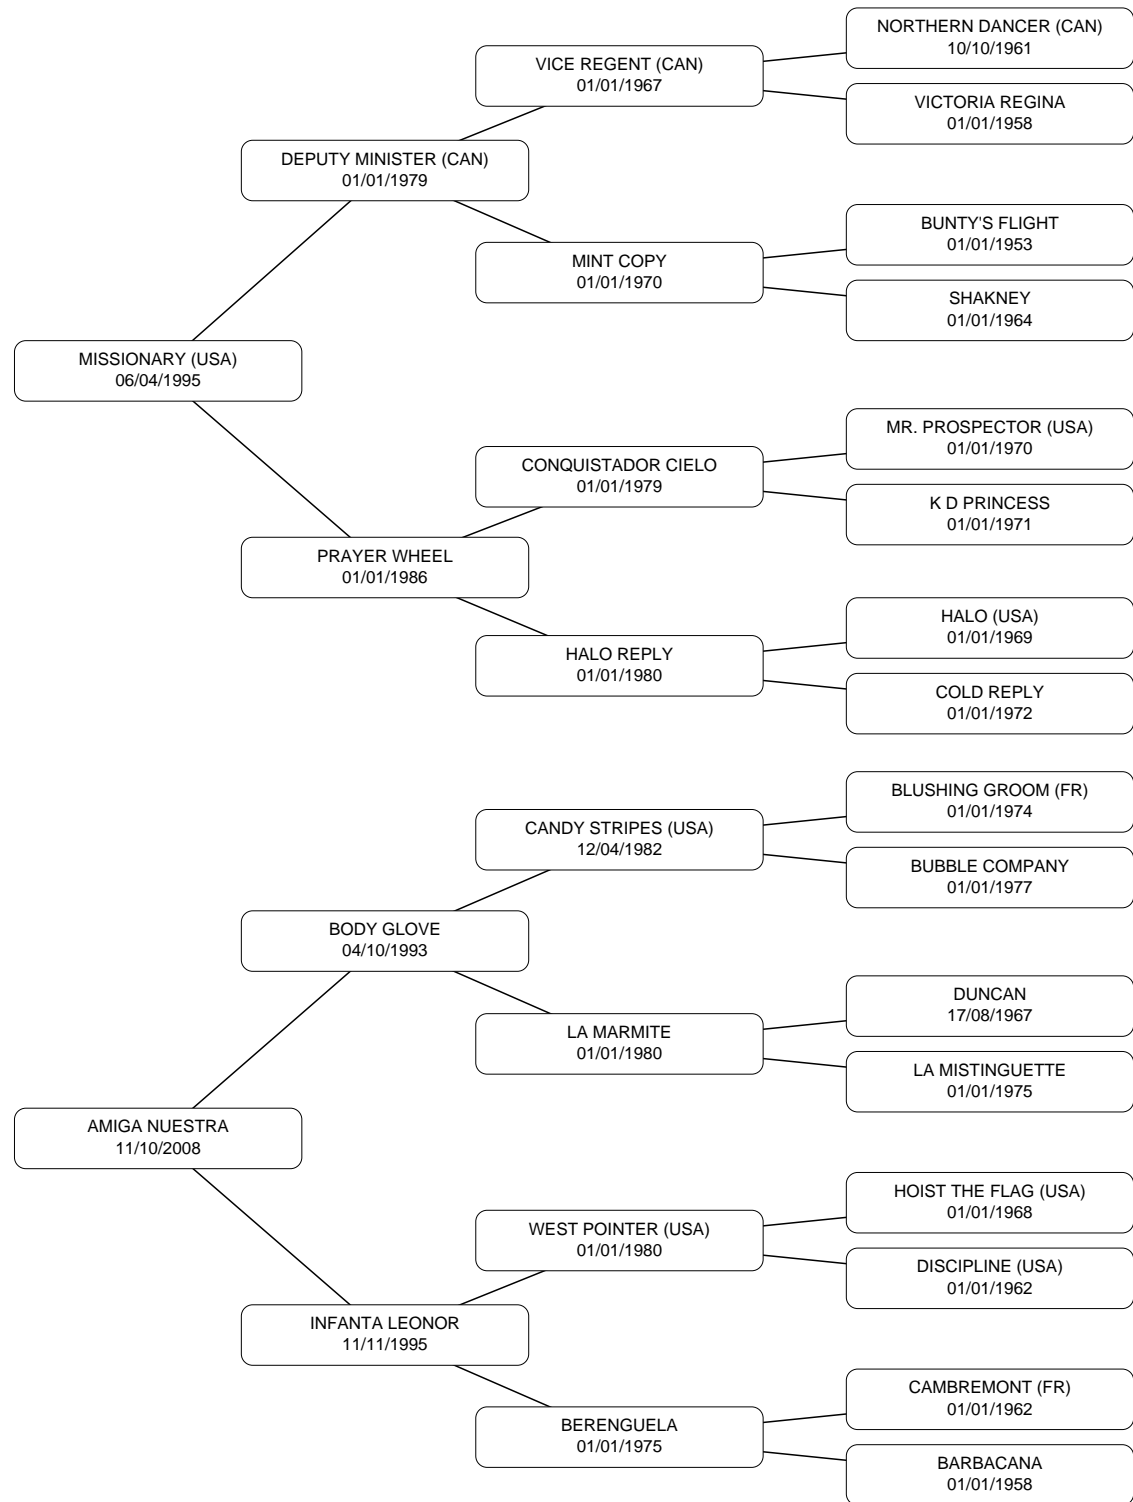 NORTHERN DANCER (CAN)
10/10/1961
VICE REGENT (CAN)
01/01/1967
VICTORIA REGINA
01/01/1958
DEPUTY MINISTER (CAN)
01/01/1979
BUNTY'S FLIGHT
01/01/1953
MINT COPY
01/01/1970
SHAKNEY
01/01/1964
MISSIONARY (USA)
06/04/1995
MR. PROSPECTOR (USA)
01/01/1970
CONQUISTADOR CIELO
01/01/1979
K D PRINCESS
01/01/1971
PRAYER WHEEL
01/01/1986
HALO (USA)
01/01/1969
HALO REPLY
01/01/1980
COLD REPLY
01/01/1972
BLUSHING GROOM (FR)
01/01/1974
CANDY STRIPES (USA)
12/04/1982
BUBBLE COMPANY
01/01/1977
BODY GLOVE
04/10/1993
DUNCAN
17/08/1967
LA MARMITE
01/01/1980
LA MISTINGUETTE
01/01/1975
AMIGA NUESTRA
11/10/2008
HOIST THE FLAG (USA)
01/01/1968
WEST POINTER (USA)
01/01/1980
DISCIPLINE (USA)
01/01/1962
INFANTA LEONOR
11/11/1995
CAMBREMONT (FR)
01/01/1962
BERENGUELA
01/01/1975
BARBACANA
01/01/1958